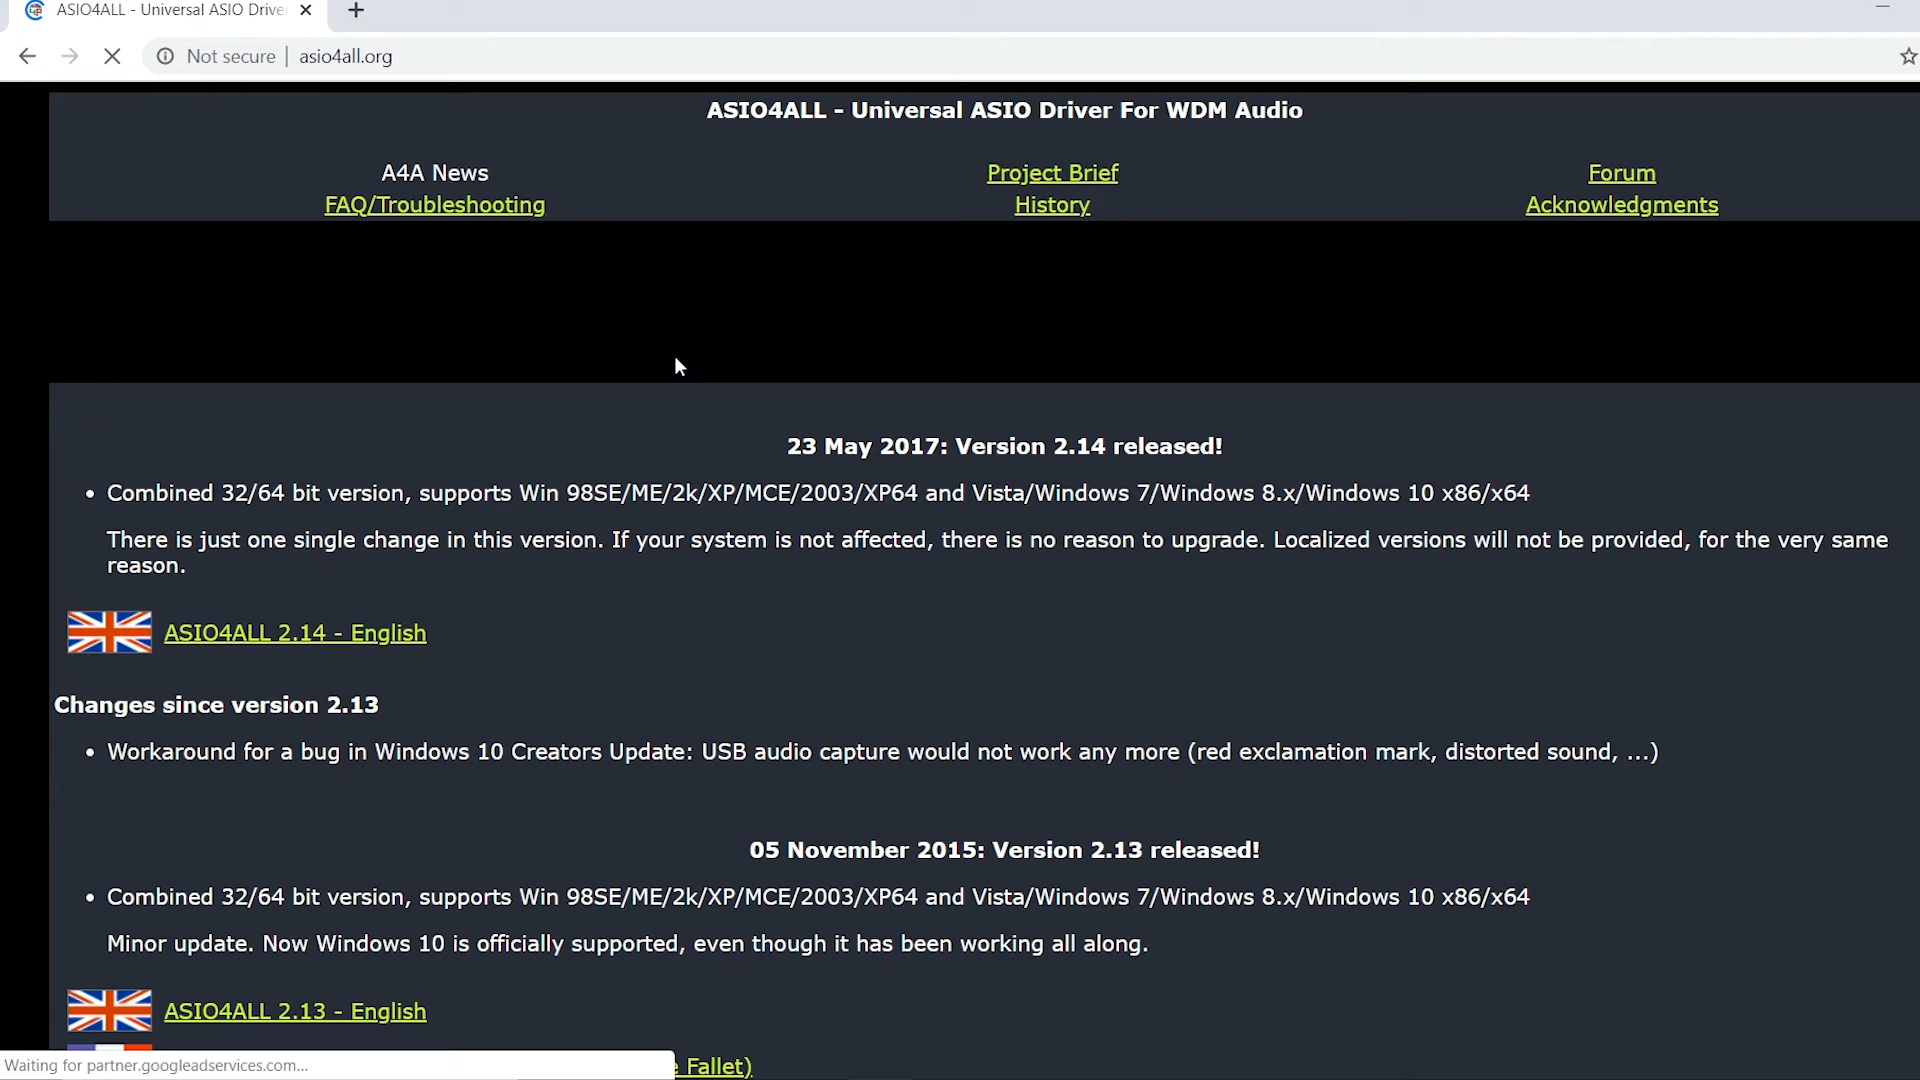 ASIO4ALL - Universal ASIO Drive
Not secure | asio4all.org
ASIO4ALL - Universal ASIO Driver For WDM Audio
A4A News Project Brief Forum
FAQ/Troubleshooting History Acknowledgments
23 May 2017: Version 2.14 released!
• Combined 32/64 bit version, supports Win 98SE/ME/2k/XP/MCE/2003/XP64 and Vista/Windows 7/Windows 8.x/Windows 10 x86/x64
There is just one single change in this version. If your system is not affected, there is no reason to upgrade. Localized versions will not be provided, for the very same
reason.
ASIO4ALL 2.14 - English
Changes since version 2.13
• Workaround for a bug in Windows 10 Creators Update: USB audio capture would not work any more (red exclamation mark, distorted sound, ...)
05 November 2015: Version 2.13 released!
• Combined 32/64 bit version, supports Win 98SE/ME/2k/XP/MCE/2003/XP64 and Vista/Windows 7/Windows 8.x/Windows 10 x86/x64
Minor update. Now Windows 10 is officially supported, even though it has been working all along.
ASIO4ALL 2.13 - English
Waiting for partner.googleadservices.com...
Fallet)